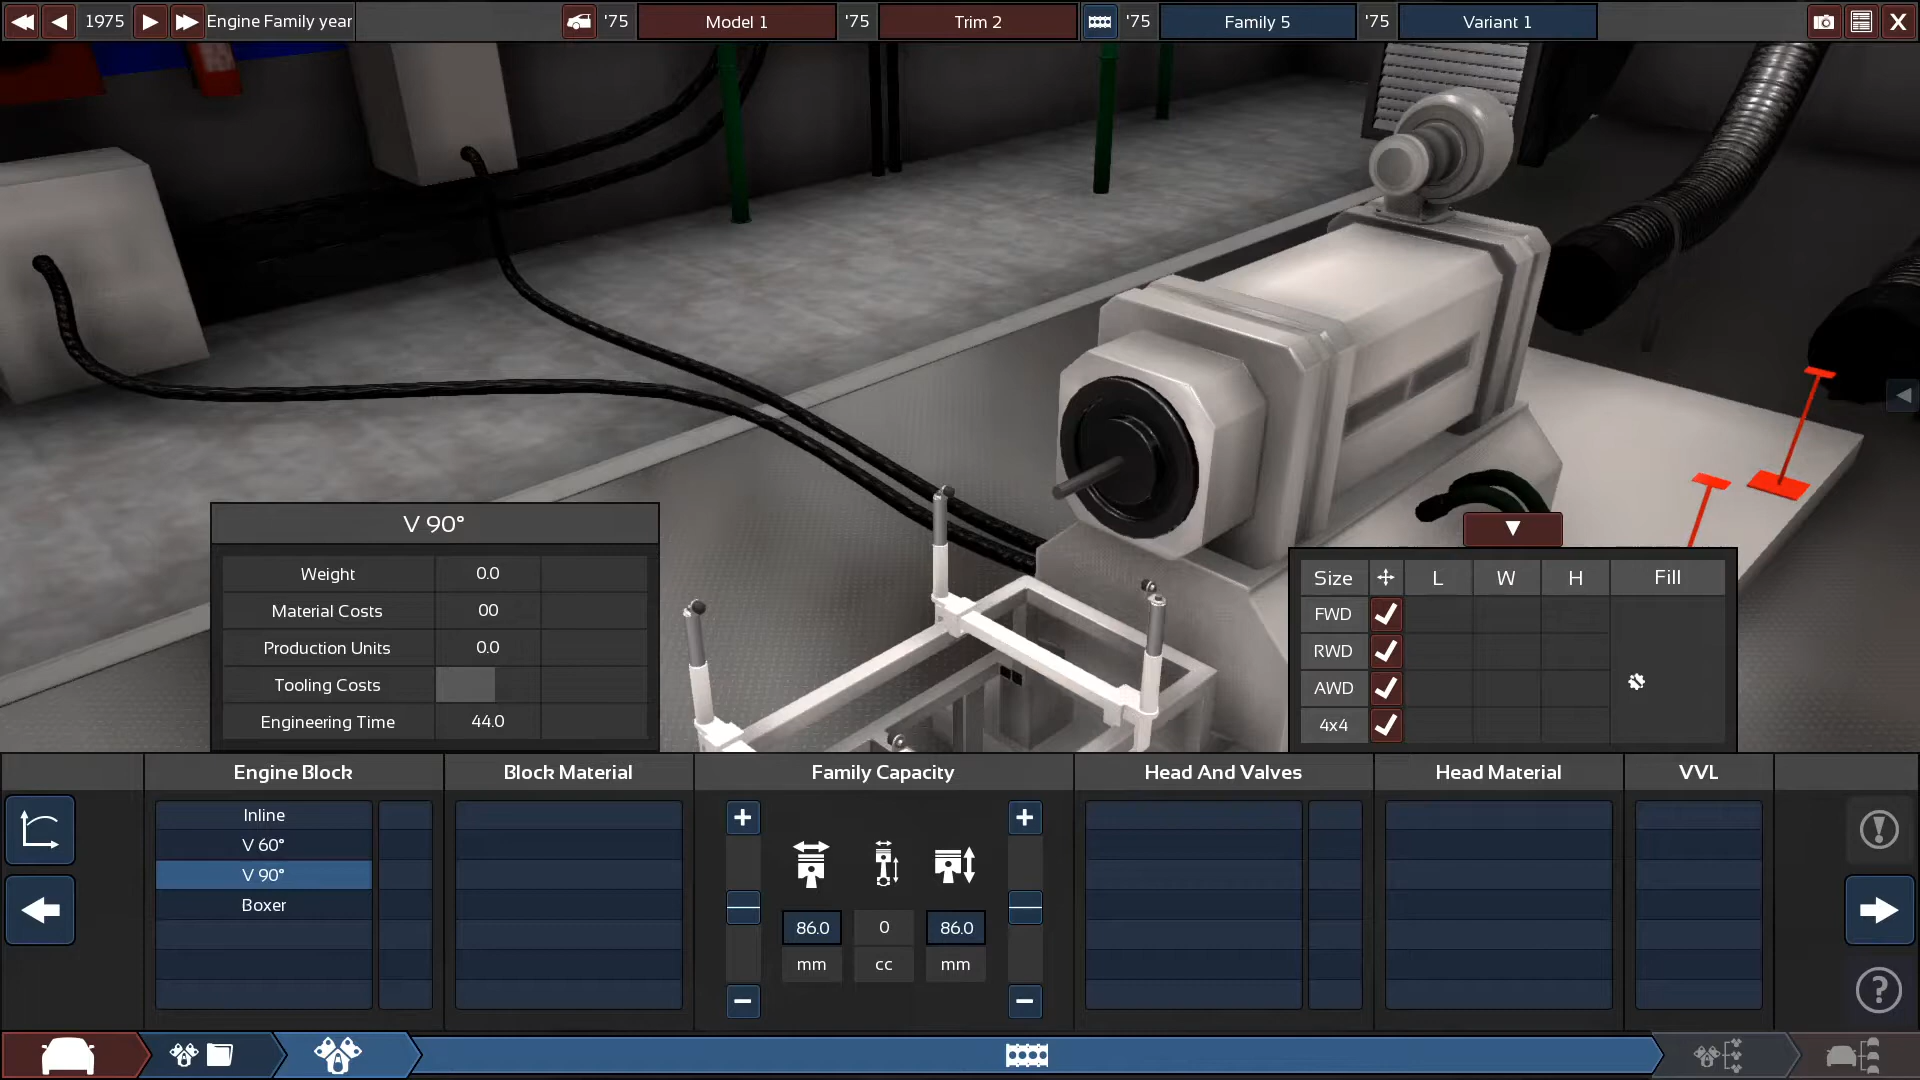 1975 Engine Family year '75 Model 1 '75 Trim 2 '75 Family 5 '75 Variant 1 X
V 90°
Weight 0.0
Material Costs 00
Production Units 0.0
Tooling Costs
Engineering Time 44.0
Size L W H Fill
FWD
RWD
AWD
4x4
Engine Block
Inline
V 60°
V 90°
Boxer
Block Material
Family Capacity
86.0 0 86.0
mm cc mm
Head And Valves
Head Material
VVL